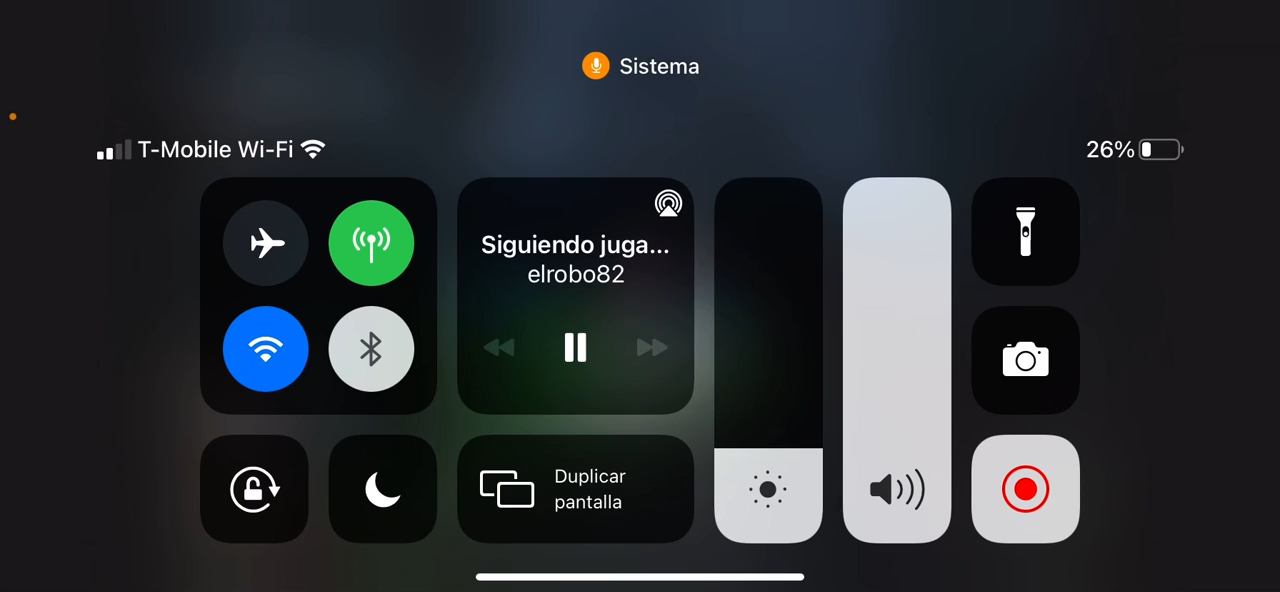 Sistema
T-Mobile Wi-Fi
26%
Siguiendo juga...
elrobo82
Duplicar
pantalla